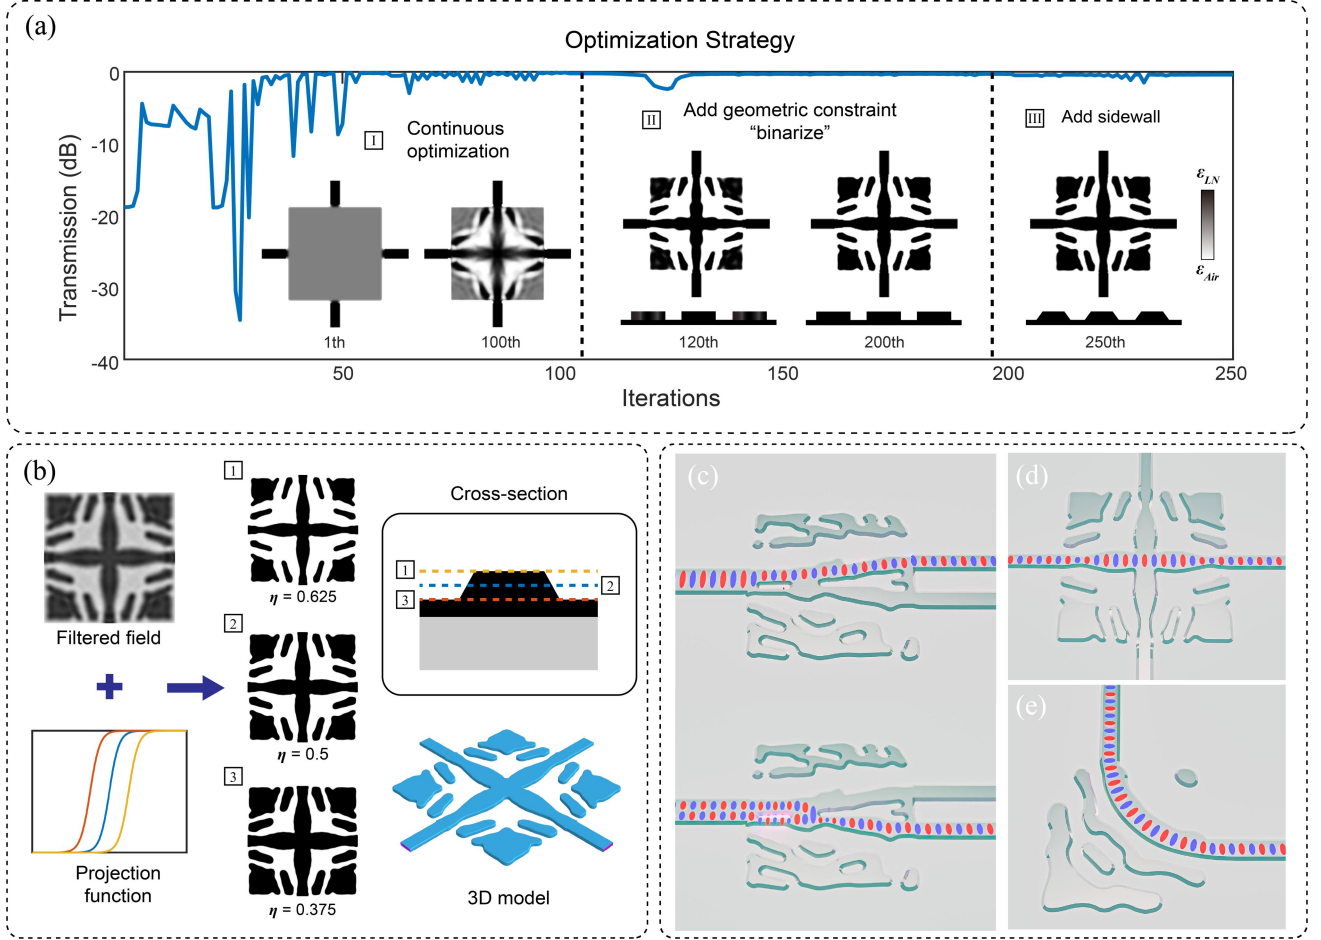 (a)
Optimization Strategy
Transmission (dB)
0
-10
-20
-30
-40
I
Continuous
optimization
II
Add geometric constraint
“binarize”
III
Add sidewall
ε_LN
ε_Air
1th
100th
120th
200th
250th
50
100
150
200
250
Iterations
(b)
Filtered field
Projection
function
1
η = 0.625
2
η = 0.5
3
η = 0.375
Cross-section
1
2
3
3D model
(c)
(d)
(e)